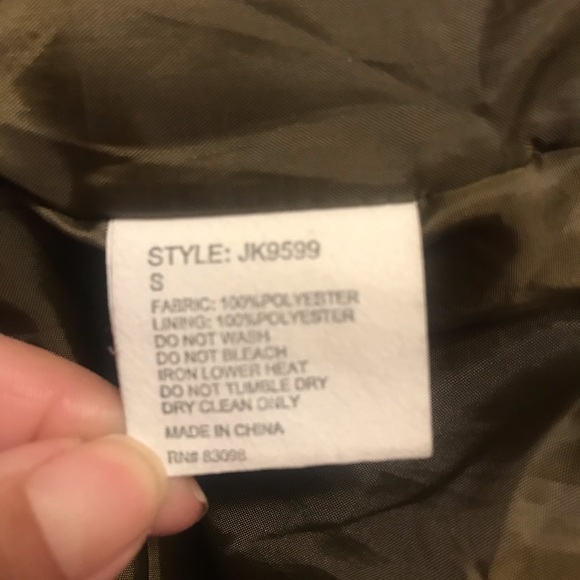 STYLE: JK9599
S
FABRIC: 100%POLYESTER
LINING: 100%POLYESTER
DO NOT WASH
DO NOT BLEACH
IRON LOWER HEAT
DO NOT TUMBLE DRY
DRY CLEAN ONLY
MADE IN CHINA
RN# 83098